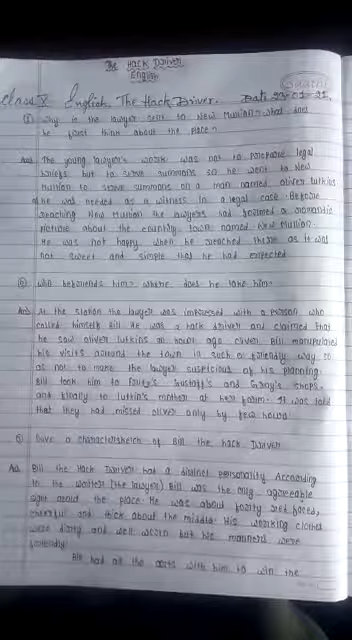 The Hack Driver
English
Saathi
Class X English. The Hack Driver. Date 23-01-21.
① Why is the lawyer sent to New Mullion? What does
he first think about the place?
Ans The young lawyer's work was not to prepare legal
briefs but to serve summons so he went to New
Mullion to serve summons on a man named oliver lutkins
he was needed as a witness in a legal case. Before
reaching New Mullion the lawyers had formed a romantic
picture about the country town named New Mullion.
He was not happy when he reached there as it was
not sweet and simple that he had expected
② Who befriends him? where does he take him?
Ans At the station the lawyer was impressed with a person who
called himself Bill. He was a hack driver and claimed that
he saw oliver lutkins an hour ago. clever Bill manipulated
his visits around the town in such a friendly way so
as not to make the lawyer suspicious of his planning.
Bill took him to Fritz's Gustaff's and Gray's shops.
and finally to lutkin's mother at her farm. It was told
that they had missed oliver only by few hours
③ Give a charactersketch of Bill the hack Driver
Ans Bill the Hack Driver had a distinct personality According
to the writer (the lawyer) Bill was the only agreeable
sight about the place. He was about forty red faced,
cheerful and thick about the middle. His working clothes
were dirty and well worn but his manners were
friendly.
He had all the arts with him to win the